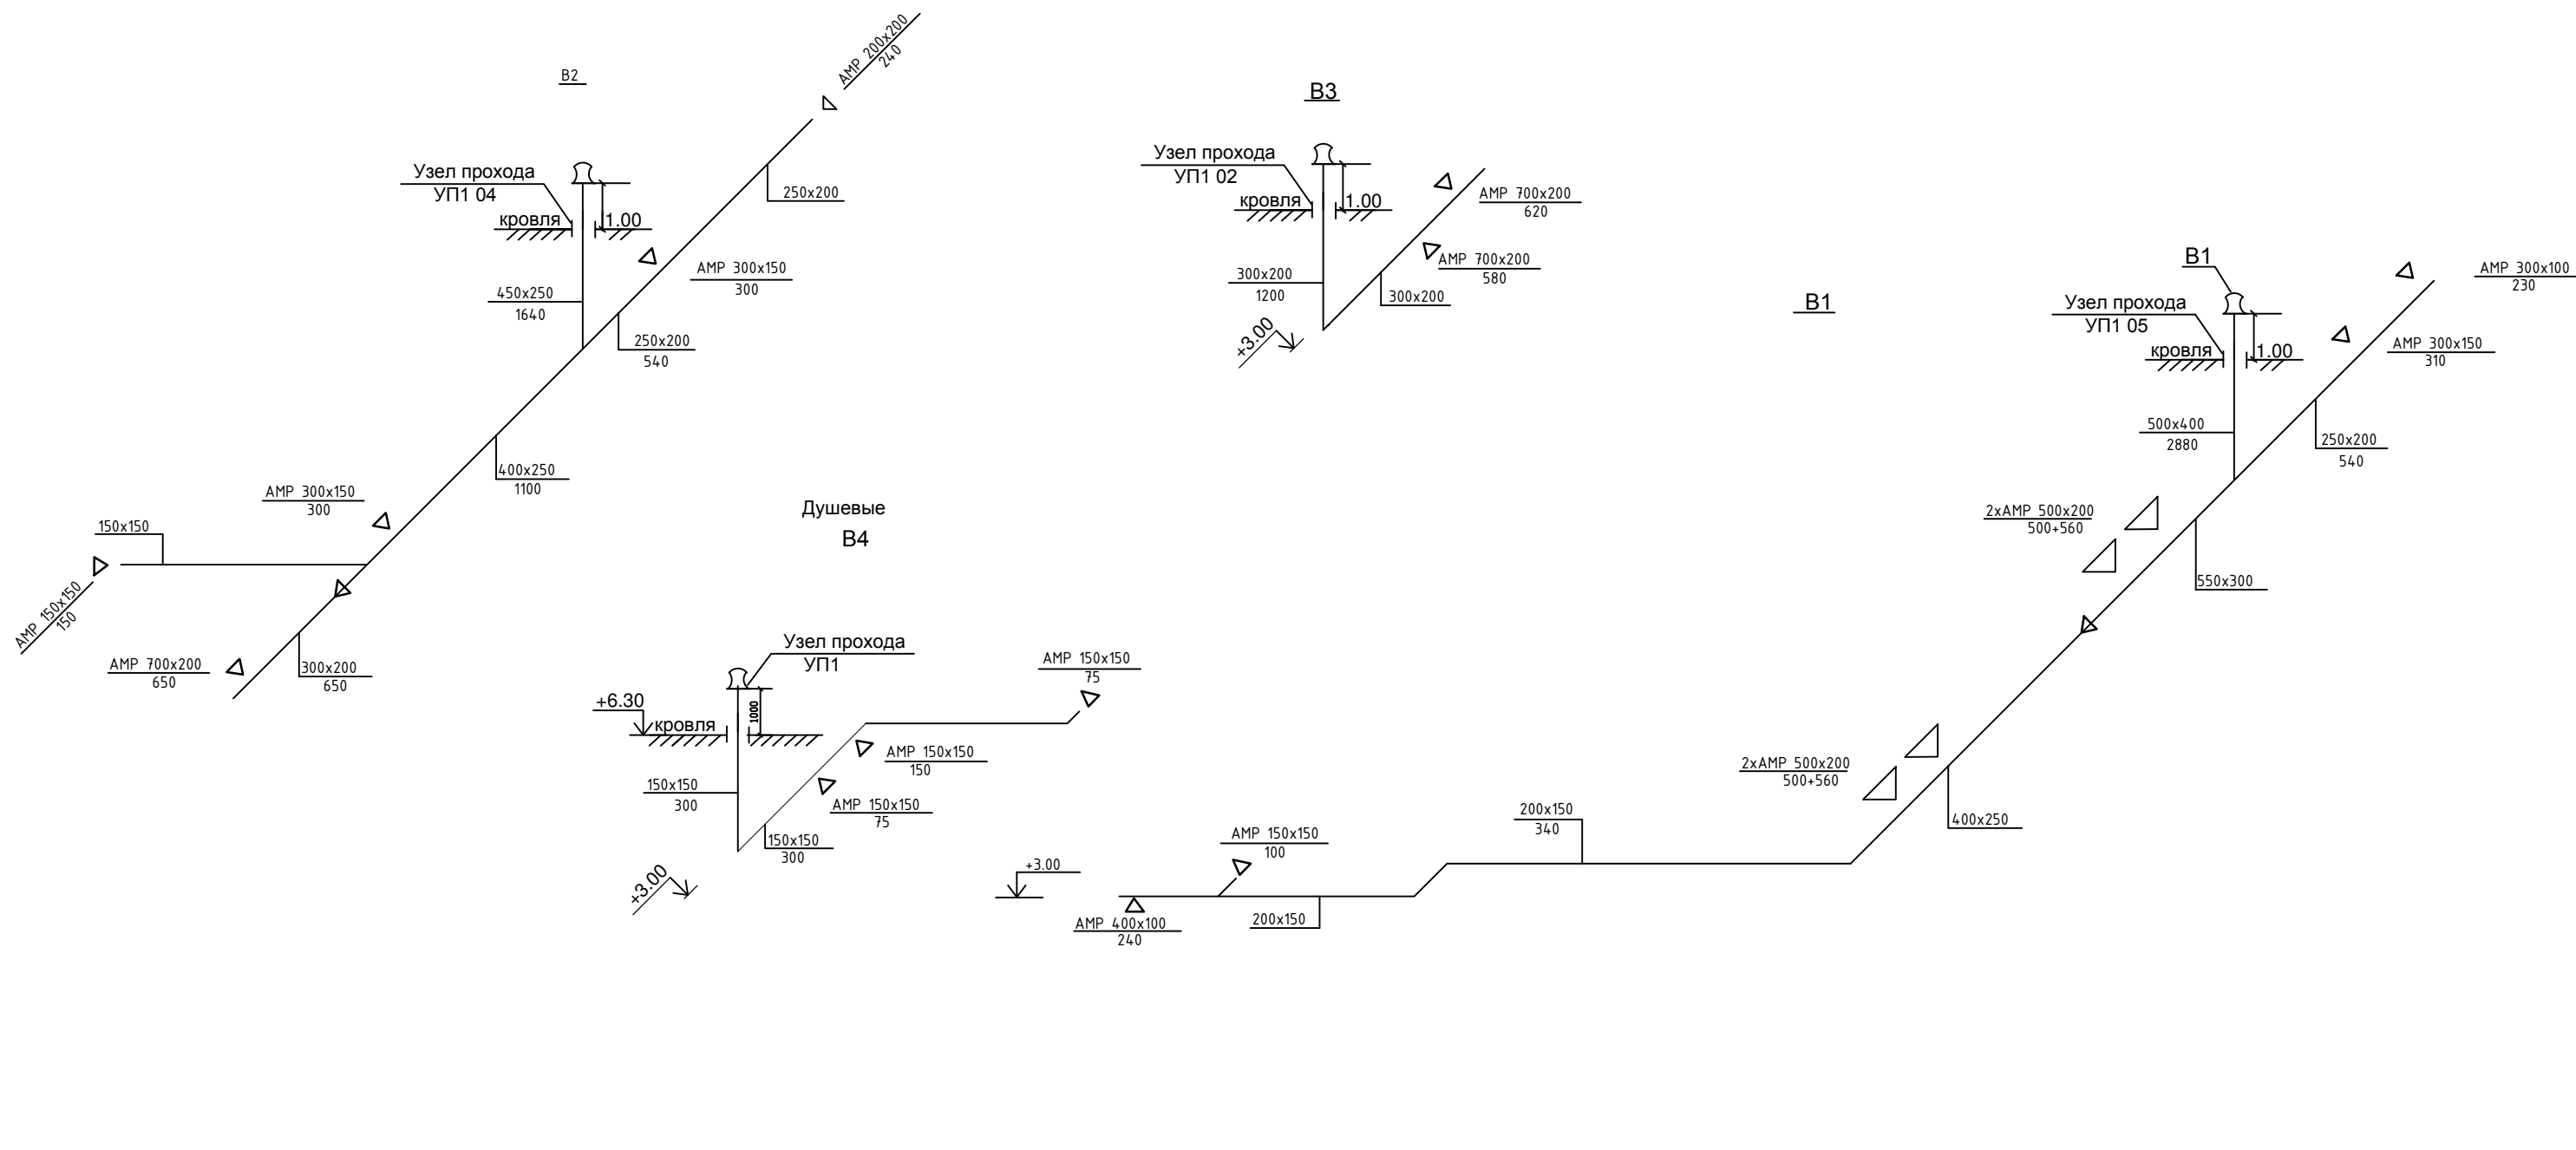 В2
АМР 200х200
240
Узел прохода
УП1 04
кровля
1.00
250х200
АМР 300х150
300
450х250
1640
250х200
540
400х250
1100
АМР 300х150
300
150х150
АМР 150х150
150
АМР 700х200
650
300х200
650
В3
Узел прохода
УП1 02
кровля
1.00
АМР 700х200
620
АМР 700х200
580
300х200
1200
300х200
+3.00
Душевые
В4
Узел прохода
УП1
+6.30
кровля
1000
АМР 150х150
75
АМР 150х150
150
АМР 150х150
75
150х150
300
150х150
300
+3.00
В1
В1
Узел прохода
УП1 05
кровля
1.00
АМР 300х100
230
АМР 300х150
310
500х400
2880
250х200
540
2хАМР 500х200
500+560
550х300
2хАМР 500х200
500+560
400х250
200х150
340
АМР 150х150
100
+3.00
200х150
АМР 400х100
240